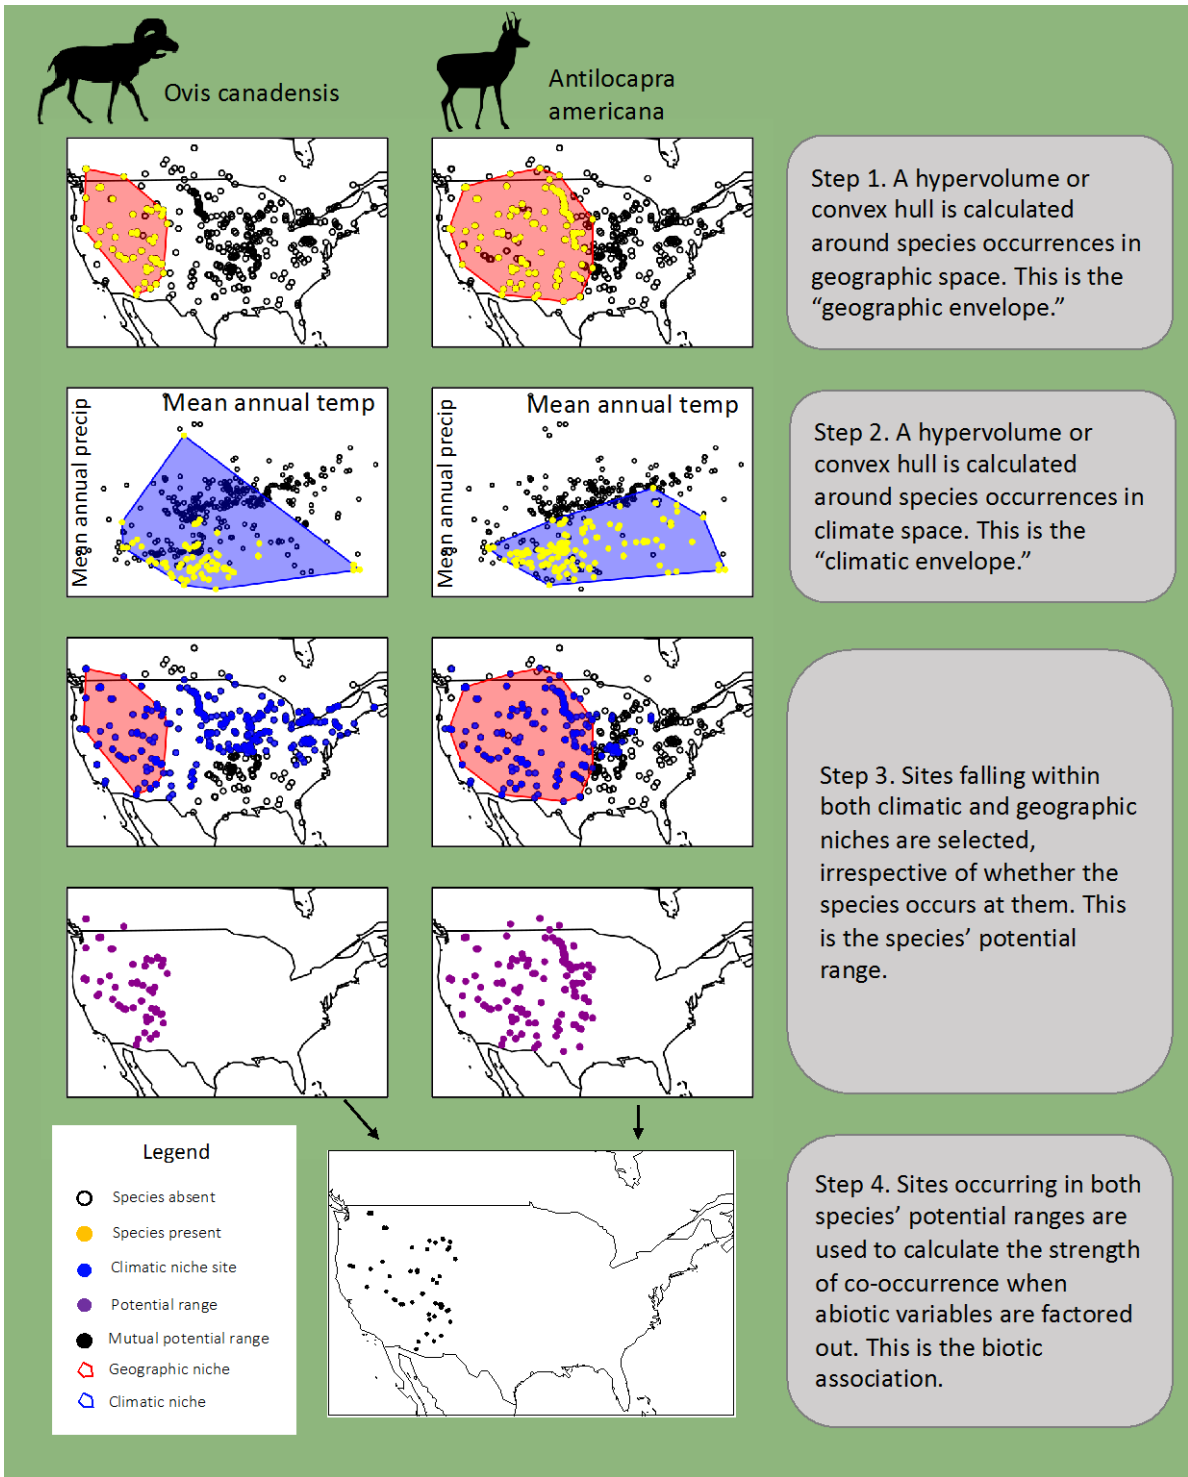 Ovis canadensis
Antilocapra
americana
Step 1. A hypervolume or
convex hull is calculated
around species occurrences in
geographic space. This is the
“geographic envelope.”
Mean annual temp
Mean annual precip
Mean annual temp
Mean annual precip
Step 2. A hypervolume or
convex hull is calculated
around species occurrences in
climate space. This is the
“climatic envelope.”
Step 3. Sites falling within
both climatic and geographic
niches are selected,
irrespective of whether the
species occurs at them. This
is the species’ potential
range.
Legend
Species absent
Species present
Climatic niche site
Potential range
Mutual potential range
Geographic niche
Climatic niche
Step 4. Sites occurring in both
species’ potential ranges are
used to calculate the strength
of co-occurrence when
abiotic variables are factored
out. This is the biotic
association.